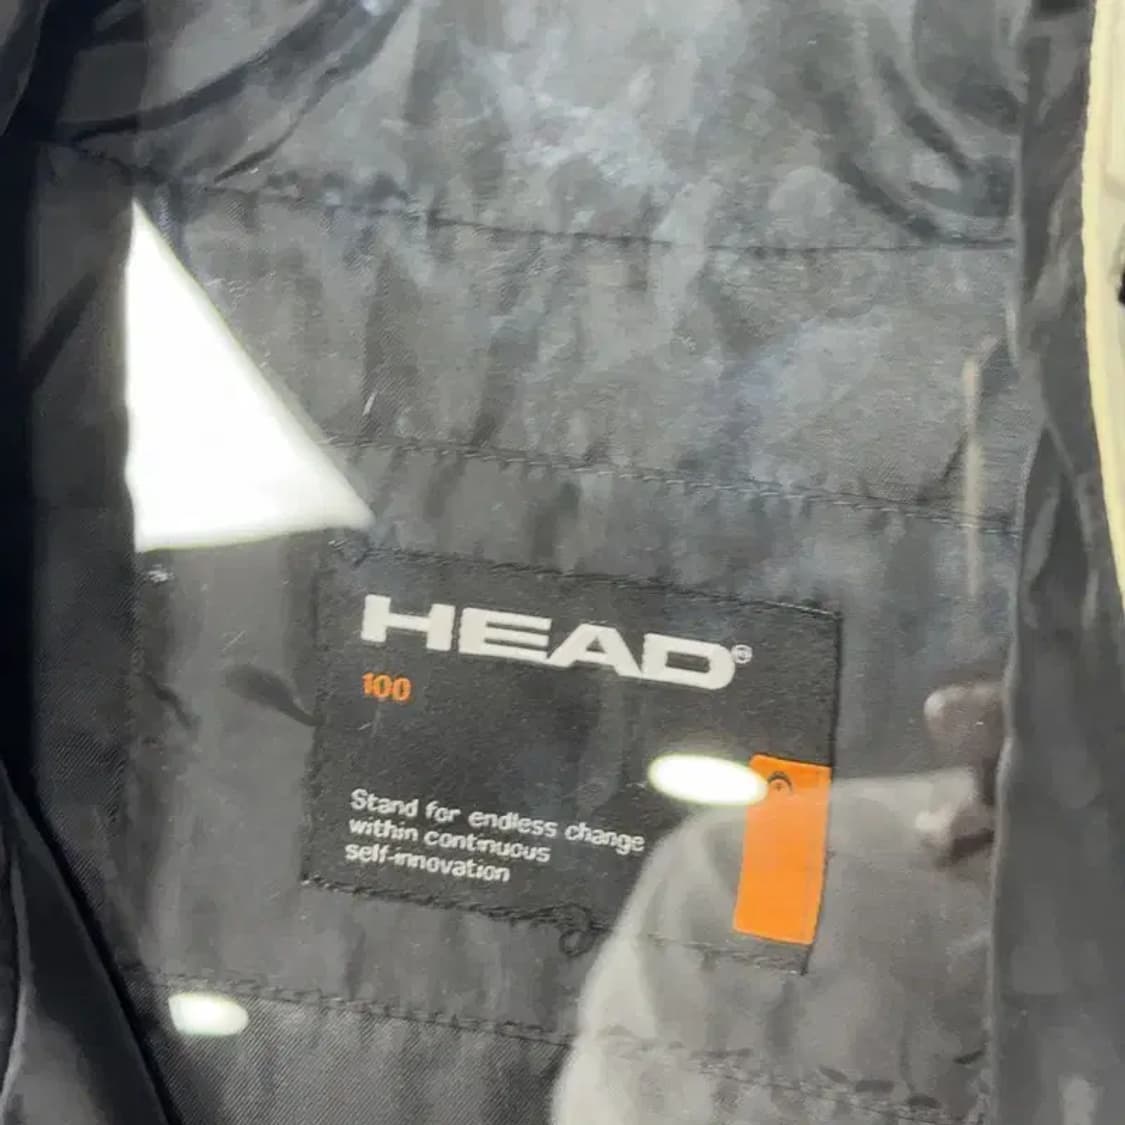 HEAD®
100
Stand for endless change
within continuous
self-innovation